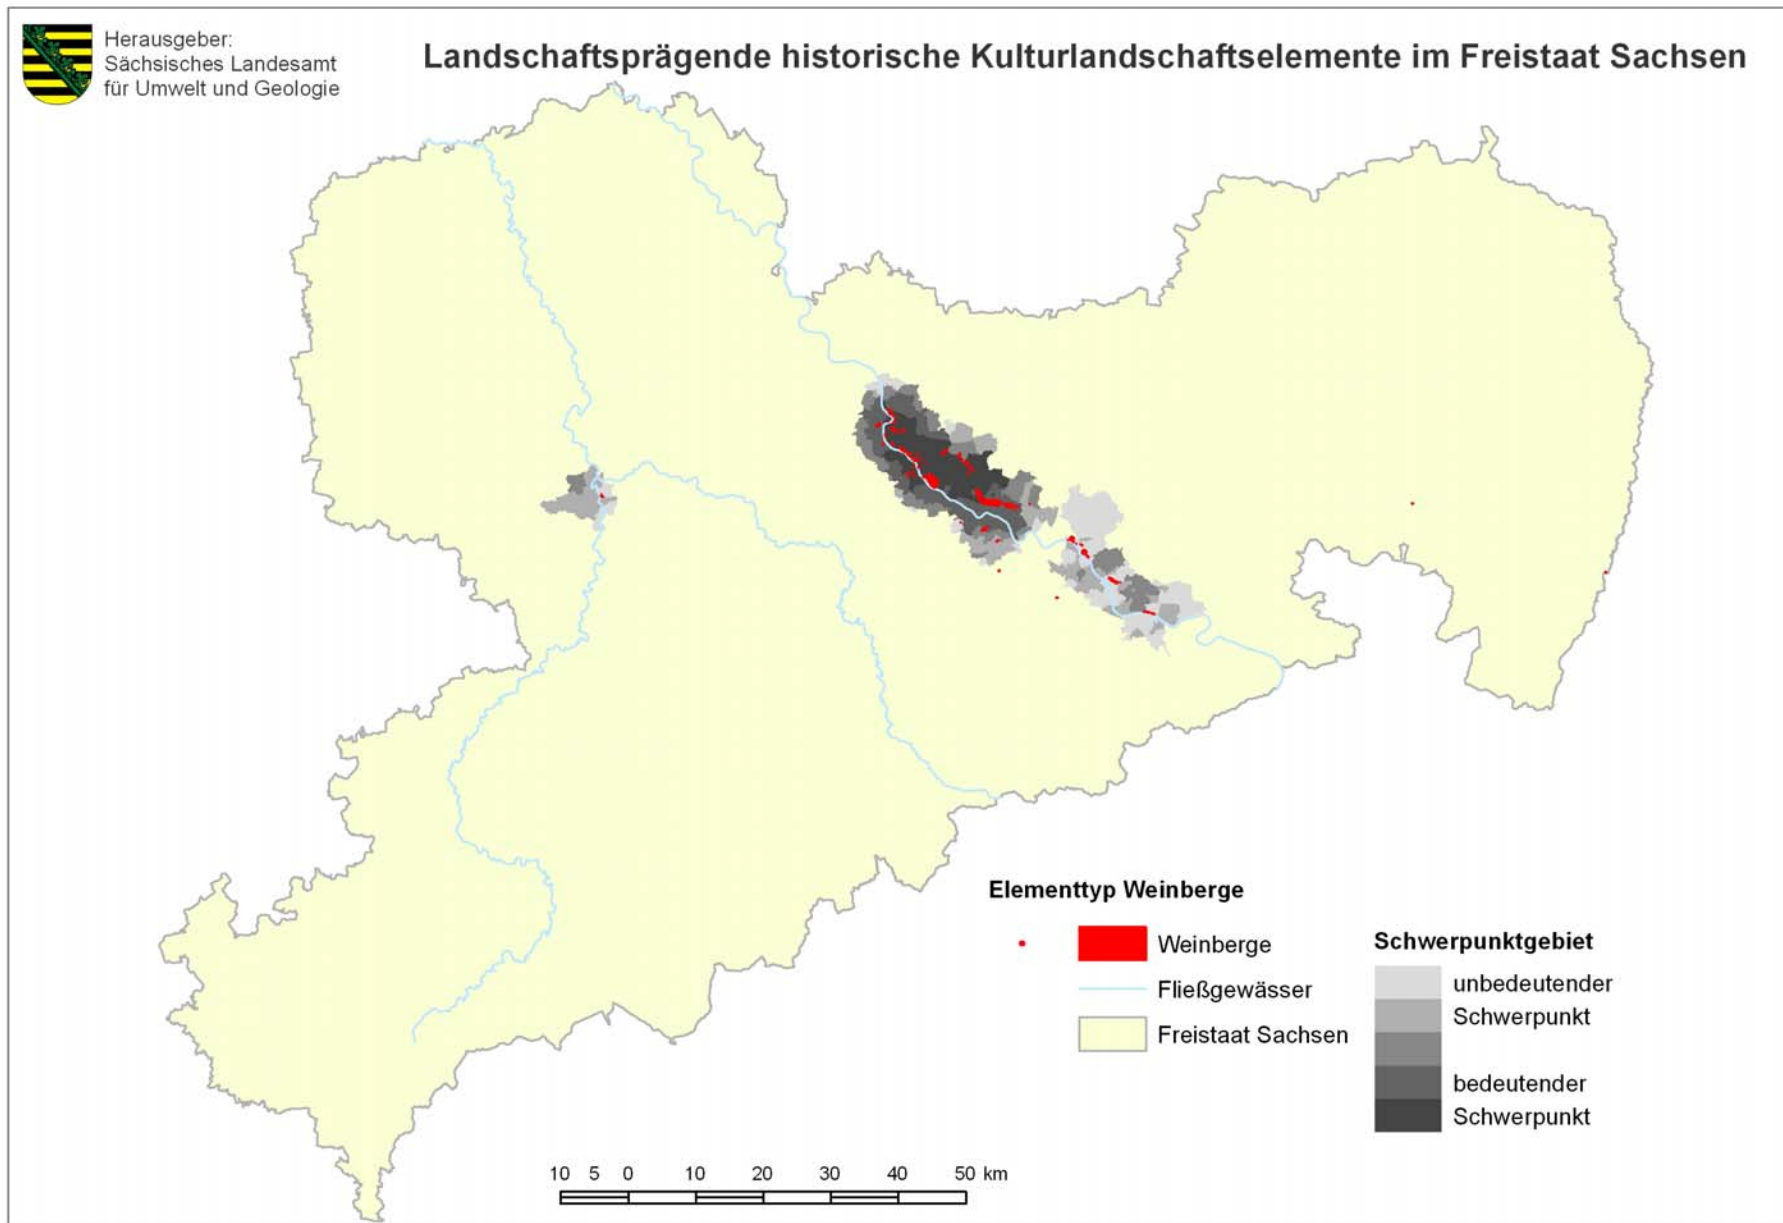 Herausgeber:
Sächsisches Landesamt
für Umwelt und Geologie
Landschaftsprägende historische Kulturlandschaftselemente im Freistaat Sachsen
Elementtyp Weinberge
Weinberge
Fließgewässer
Freistaat Sachsen
Schwerpunktgebiet
unbedeutender
Schwerpunkt
bedeutender
Schwerpunkt
10 5 0 10 20 30 40 50 km